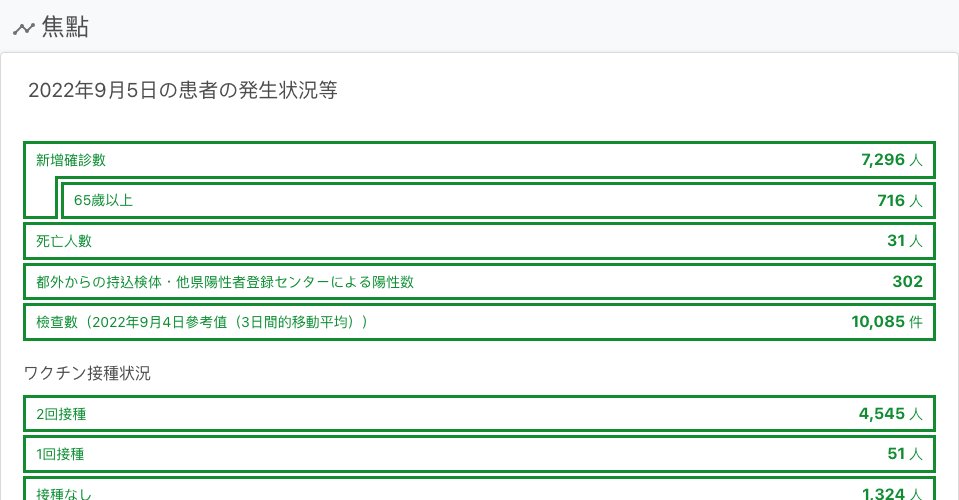 焦點
2022年9月5日の患者の発生状況等
新增確診數 7,296 人
65歲以上 716 人
死亡人數 31 人
都外からの持込検体・他県陽性者登録センターによる陽性数 302
檢查數（2022年9月4日參考值（3日間的移動平均）) 10,085 件
ワクチン接種状況
2回接種 4,545 人
1回接種 51 人
接種なし 1,324 人